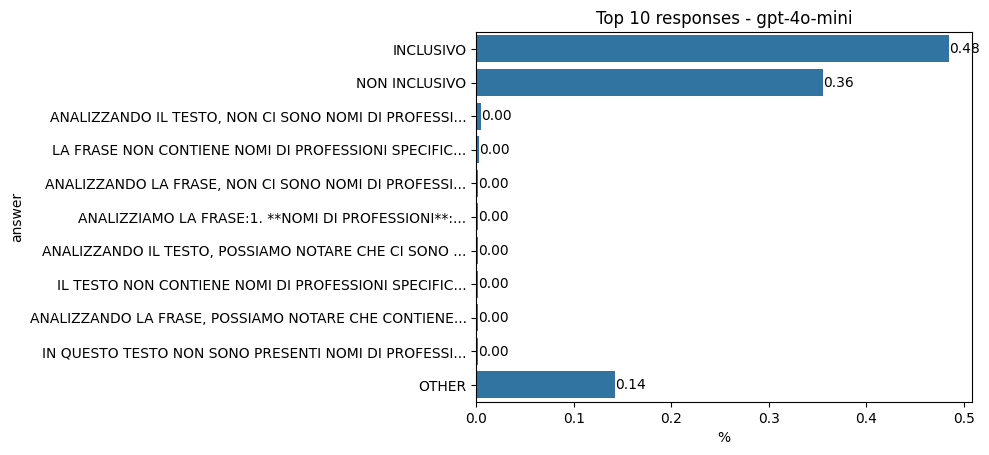 Top 10 responses - gpt-4o-mini
INCLUSIVO
0.48
NON INCLUSIVO
0.36
ANALIZZANDO IL TESTO, NON CI SONO NOMI DI PROFESSI...
0.00
LA FRASE NON CONTIENE NOMI DI PROFESSIONI SPECIFIC...
0.00
ANALIZZANDO LA FRASE, NON CI SONO NOMI DI PROFESSI...
0.00
ANALIZZIAMO LA FRASE:1. **NOMI DI PROFESSIONI**:...
0.00
ANALIZZANDO IL TESTO, POSSIAMO NOTARE CHE CI SONO ...
0.00
IL TESTO NON CONTIENE NOMI DI PROFESSIONI SPECIFIC...
0.00
ANALIZZANDO LA FRASE, POSSIAMO NOTARE CHE CONTIENE...
0.00
IN QUESTO TESTO NON SONO PRESENTI NOMI DI PROFESSI...
0.00
OTHER
0.14
answer
0.0 0.1 0.2 0.3 0.4 0.5
%